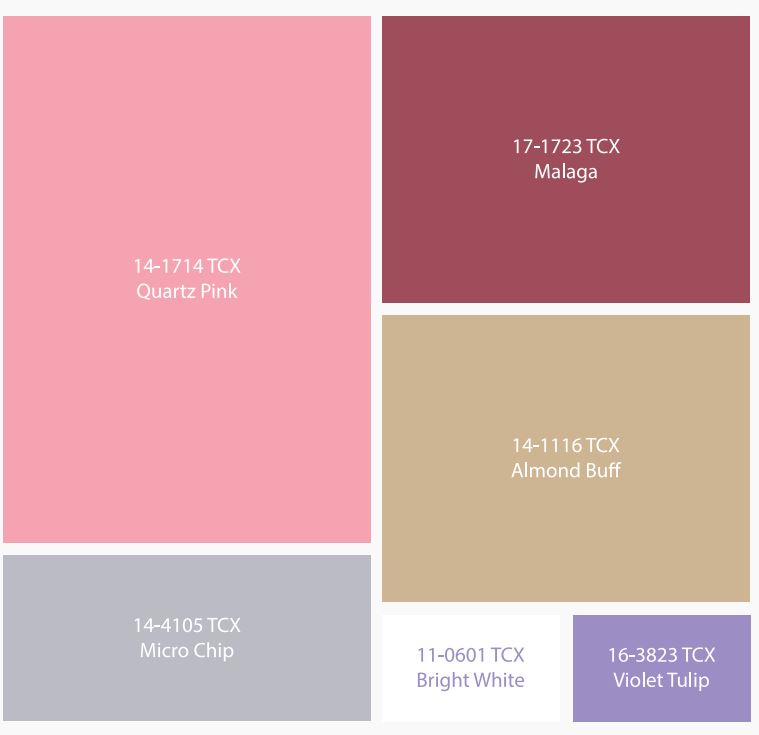 14-1714 TCX
Quartz Pink
17-1723 TCX
Malaga
14-1116 TCX
Almond Buff
14-4105 TCX
Micro Chip
11-0601 TCX
Bright White
16-3823 TCX
Violet Tulip